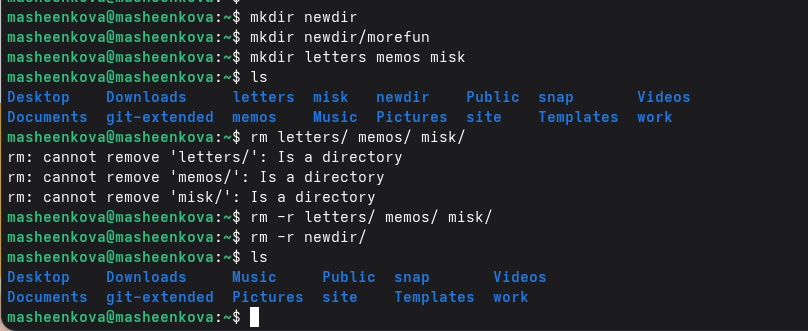 masheenkova@masheenkova:~$ mkdir newdir
masheenkova@masheenkova:~$ mkdir newdir/morefun
masheenkova@masheenkova:~$ mkdir letters memos misk
masheenkova@masheenkova:~$ ls
Desktop    Downloads     letters  misk   newdir    Public  snap       Videos
Documents  git-extended  memos    Music  Pictures  site    Templates  work
masheenkova@masheenkova:~$ rm letters/ memos/ misk/
rm: cannot remove 'letters/': Is a directory
rm: cannot remove 'memos/': Is a directory
rm: cannot remove 'misk/': Is a directory
masheenkova@masheenkova:~$ rm -r letters/ memos/ misk/
masheenkova@masheenkova:~$ rm -r newdir/
masheenkova@masheenkova:~$ ls
Desktop    Downloads     Music     Public  snap       Videos
Documents  git-extended  Pictures  site    Templates  work
masheenkova@masheenkova:~$